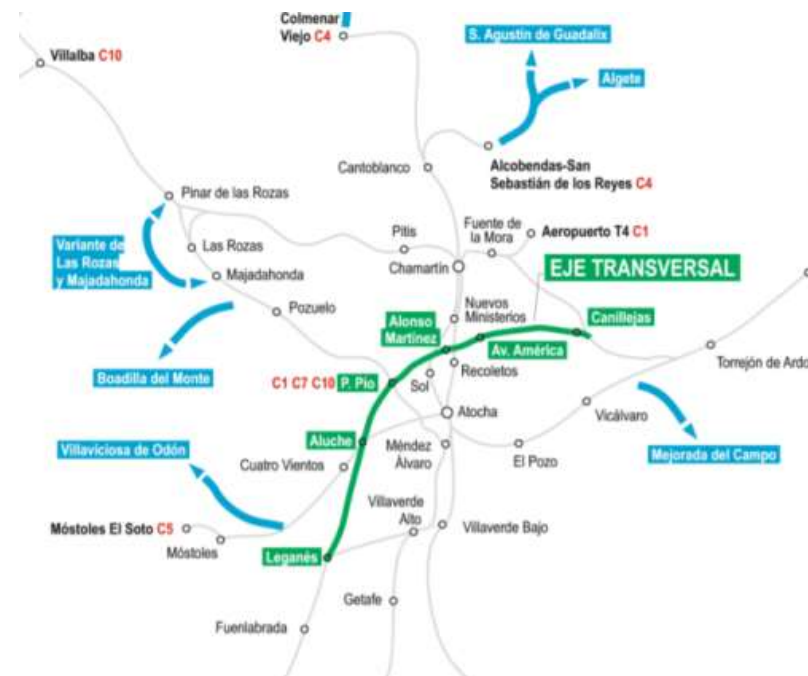 Colmenar
Viejo C4
S. Agustín de Guadalix
Villalba C10
Algete
Cantoblanco
Alcobendas-San
Sebastián de los Reyes C4
Pinar de las Rozas
Pitis
Fuente de
la Mora
Aeropuerto T4 C1
Variante de
Las Rozas
y Majadahonda
Las Rozas
Chamartín
EJE TRANSVERSAL
Majadahonda
Nuevos
Ministerios
Pozuelo
Alonso
Martínez
Canillejas
Av. América
Boadilla del Monte
Recoletos
Torrejón de Ardo
C1 C7 C10 P. Pío
Sol
Atocha
Vicálvaro
Villaviciosa de Odón
Aluche
Méndez
Álvaro
El Pozo
Mejorada del Campo
Cuatro Vientos
Villaverde
Alto
Villaverde Bajo
Móstoles El Soto C5
Móstoles
Leganés
Getafe
Fuenlabrada